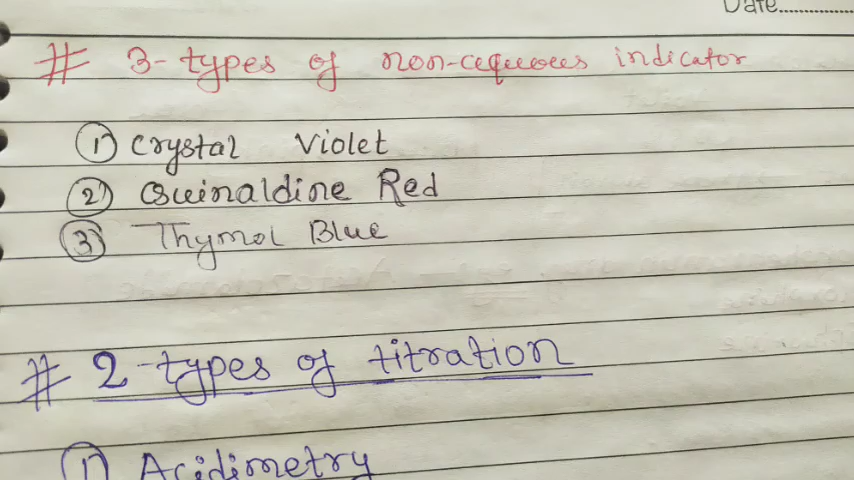 Date...............
# 3-types of non-aqueous indicator
1) Crystal Violet
2) Quinaldine Red
3) Thymol Blue
# 2-types of titration
1) Acidimetry